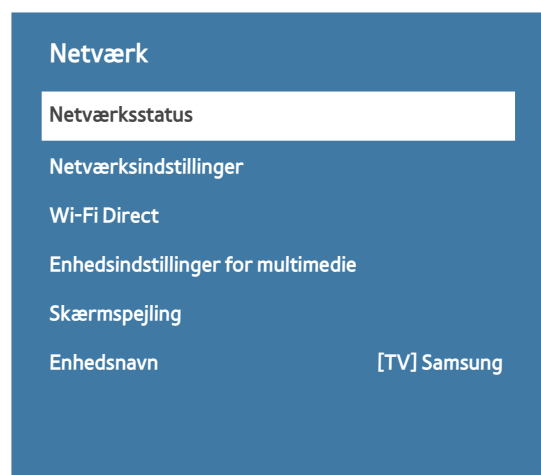 Netværk
Netværksstatus
Netværksindstillinger
Wi-Fi Direct
Enhedsindstillinger for multimedie
Skærmspejling
Enhedsnavn [TV] Samsung